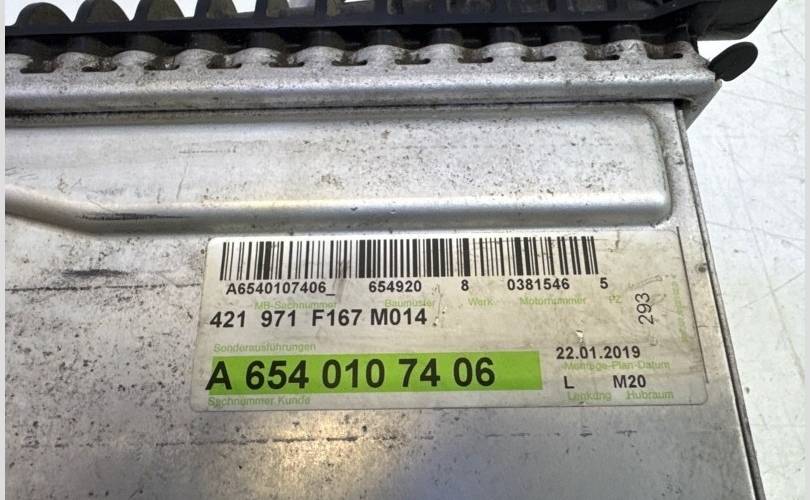 A6540107406_ 654920 8 0381546 5
MB-Sachnummer Baumuster Werk Motornummer PZ
421 971 F167 M014
293
Sonderausführungen
A 654 010 74 06
22.01.2019
Montage-Plan-Datum
L M20
Sachnummer Kunde
Lenkung Hubraum